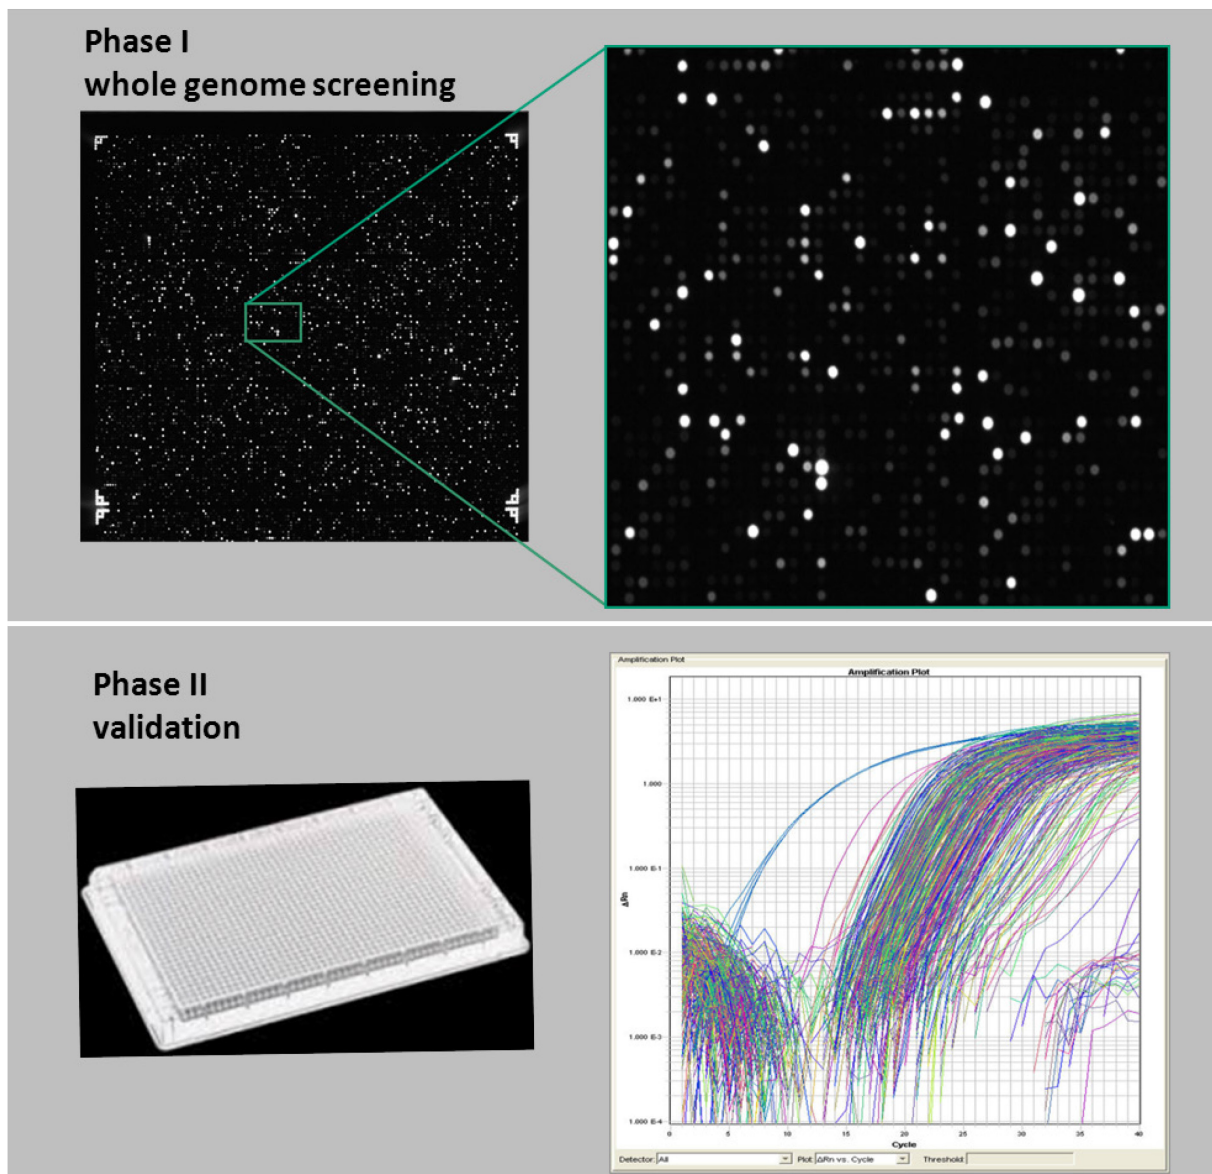 Phase I
whole genome screening
Phase II
validation
Amplification Plot
Amplification Plot
1.000 E+1
1.000
1.000 E-1
1.000 E-2
1.000 E-3
1.000 E-4
ΔRn
0 5 10 15 20 25 30 35 40
Cycle
Detector: All Plot: ΔRn vs. Cycle Threshold: